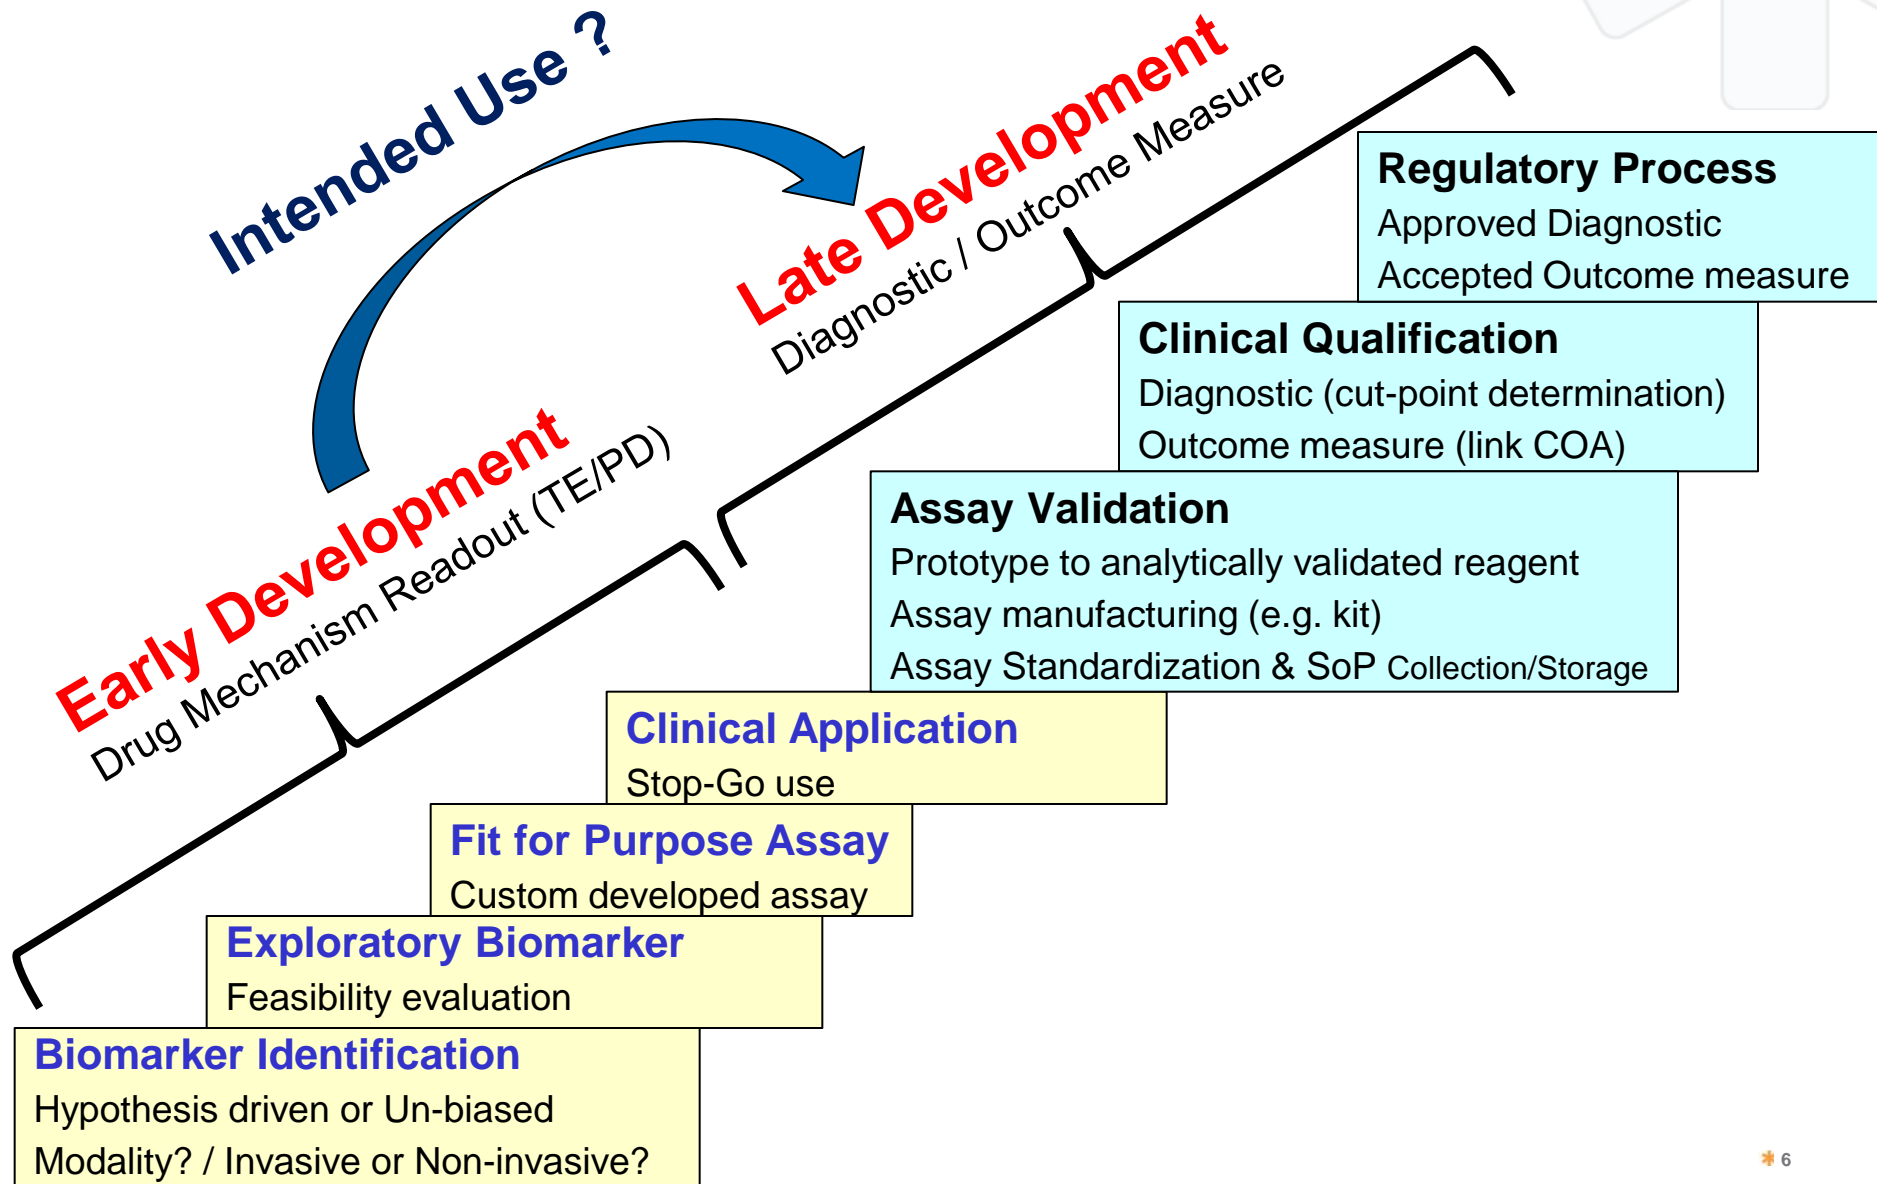 Intended Use ?
Late Development
Diagnostic / Outcome Measure
Early Development
Drug Mechanism Readout (TE/PD)
Regulatory Process
Approved Diagnostic
Accepted Outcome measure
Clinical Qualification
Diagnostic (cut-point determination)
Outcome measure (link COA)
Assay Validation
Prototype to analytically validated reagent
Assay manufacturing (e.g. kit)
Assay Standardization & SoP Collection/Storage
Clinical Application
Stop-Go use
Fit for Purpose Assay
Custom developed assay
Exploratory Biomarker
Feasibility evaluation
Biomarker Identification
Hypothesis driven or Un-biased
Modality? / Invasive or Non-invasive?
6